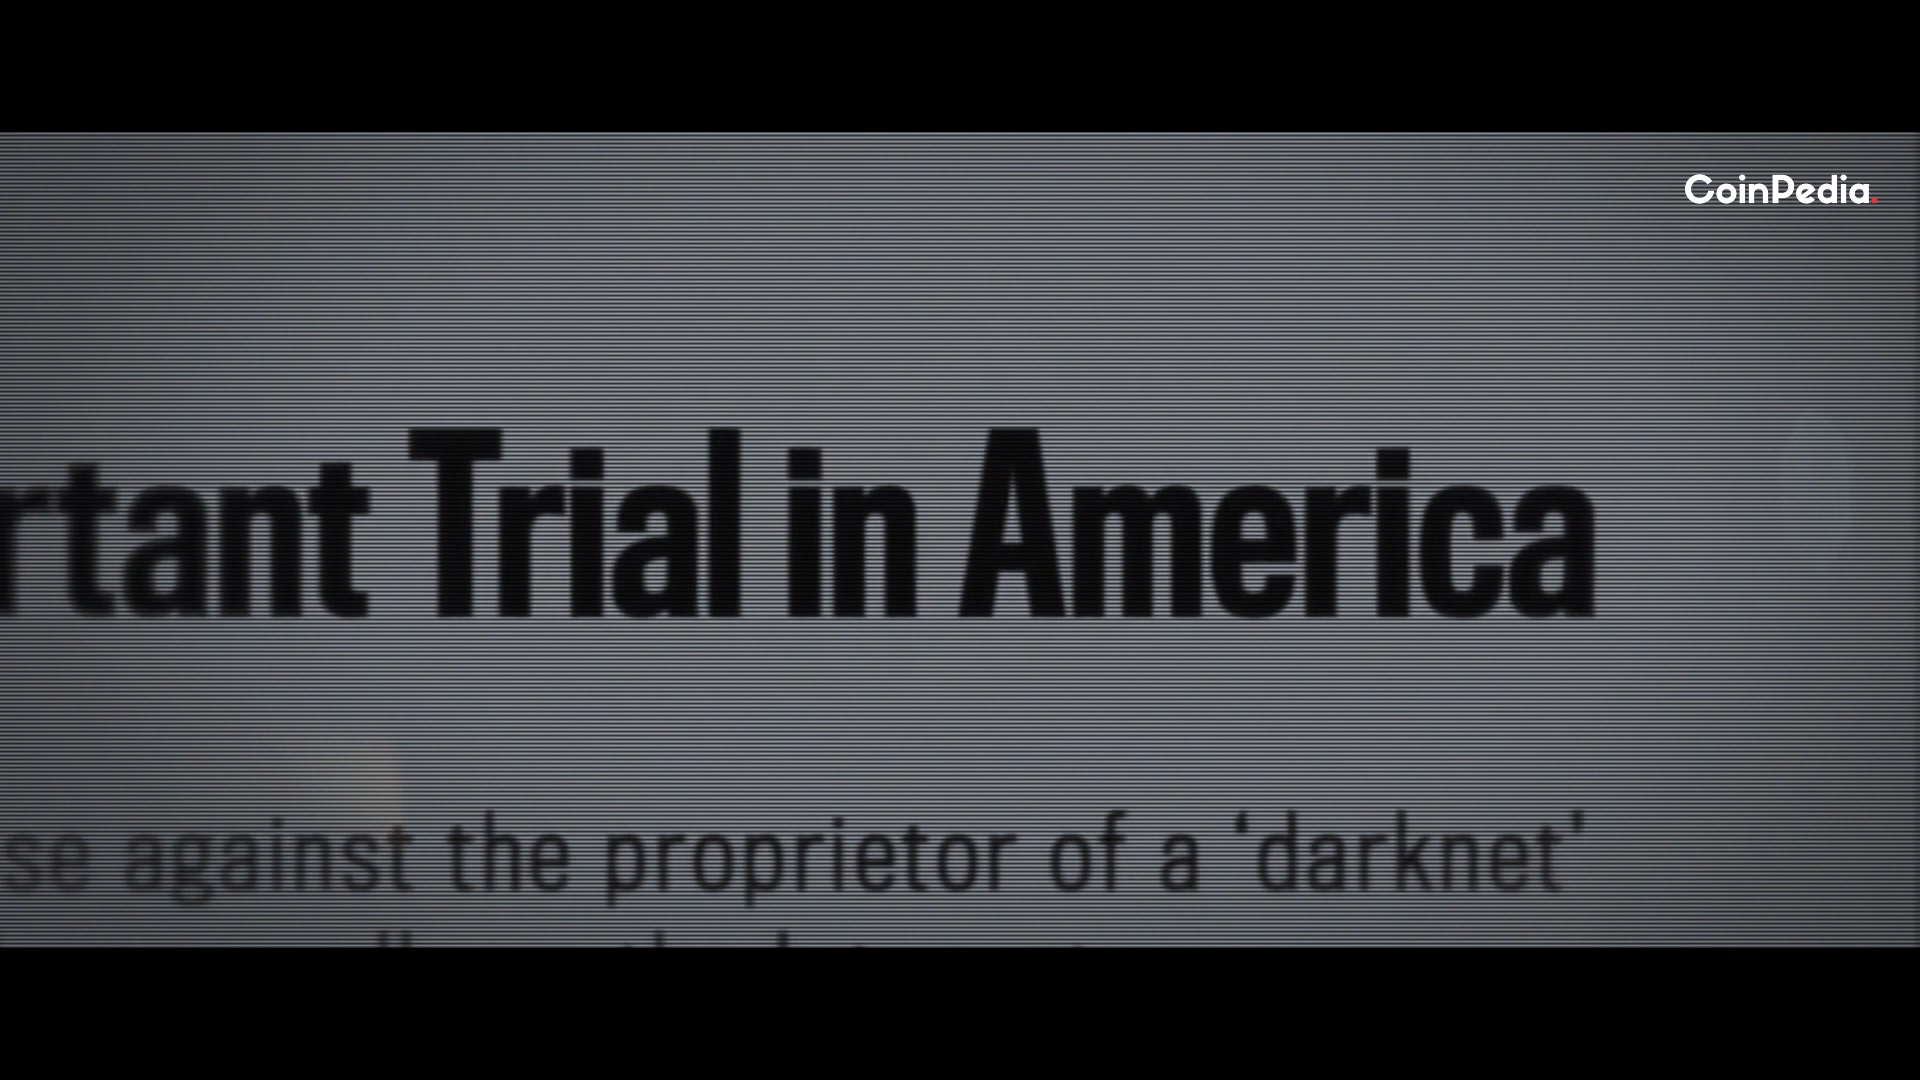 CoinPedia.
rtant Trial in America
se against the proprietor of a ‘darknet’